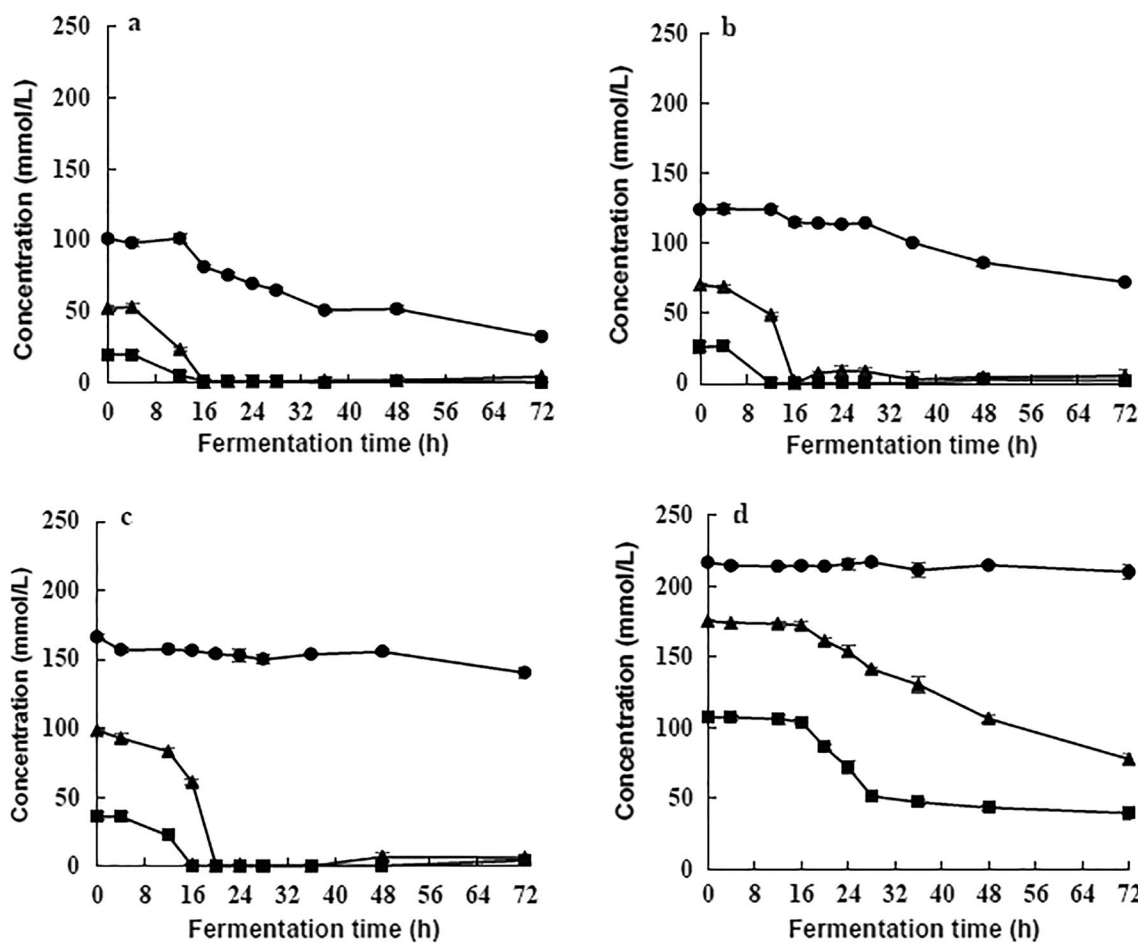 a
250
200
150
100
50
0
Concentration (mmol/L)
0 8 16 24 32 40 48 56 64 72
Fermentation time (h)
b
250
200
150
100
50
0
Concentration (mmol/L)
0 8 16 24 32 40 48 56 64 72
Fermentation time (h)
c
250
200
150
100
50
0
Concentration (mmol/L)
0 8 16 24 32 40 48 56 64 72
Fermentation time (h)
d
250
200
150
100
50
0
Concentration (mmol/L)
0 8 16 24 32 40 48 56 64 72
Fermentation time (h)